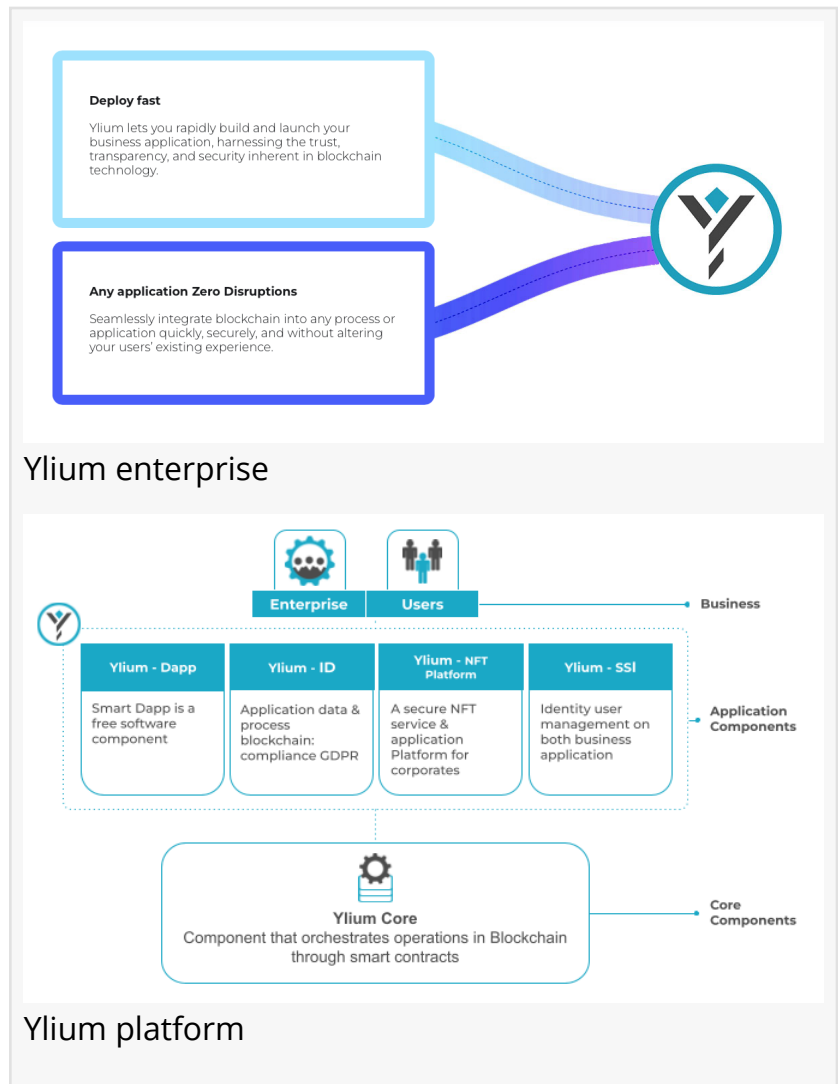 Deploy fast
Ylium lets you rapidly build and launch your
business application, harnessing the trust,
transparency, and security inherent in blockchain
technology.
Any application Zero Disruptions
Seamlessly integrate blockchain into any process or
application quickly, securely, and without altering
your users' existing experience.
Ylium enterprise
Enterprise
Users
Business
Ylium - Dapp
Smart Dapp is a
free software
component
Ylium - ID
Application data &
process
blockchain:
compliance GDPR
Ylium - NFT
Platform
A secure NFT
service &
application
Platform for
corporates
Ylium - SSI
Identity user
management on
both business
application
Application
Components
Ylium Core
Component that orchestrates operations in Blockchain
through smart contracts
Core
Components
Ylium platform